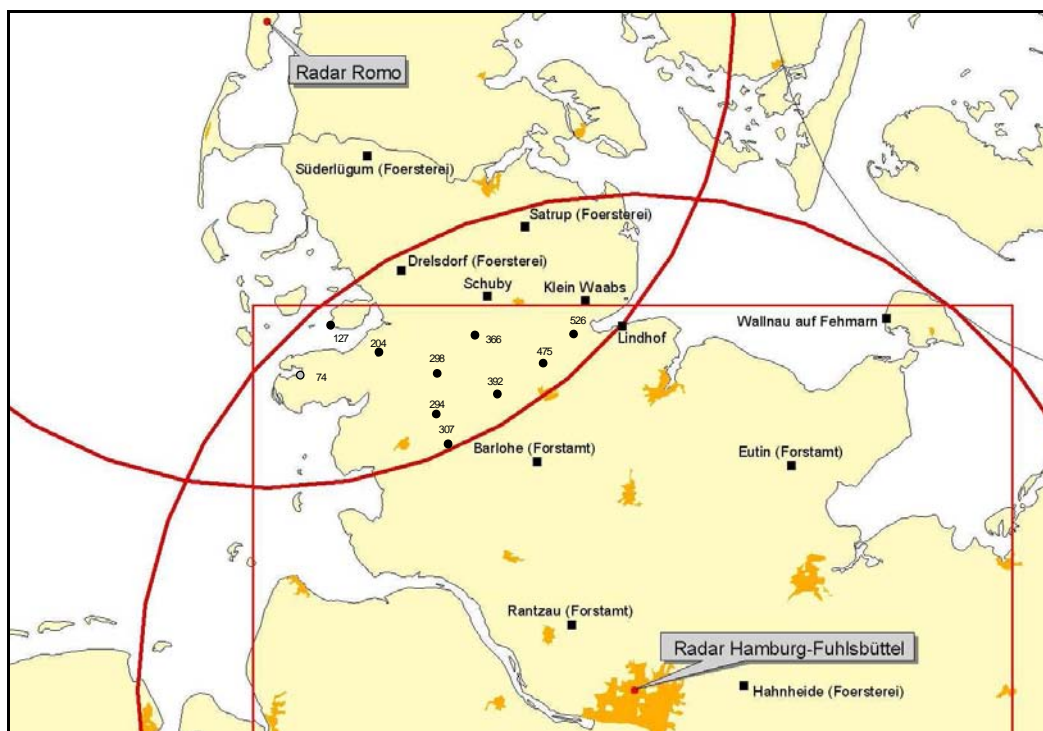 Radar Romo
Süderlügum (Foersterei)
Satrup (Foersterei)
Drelsdorf (Foersterei)
Schuby
Klein Waabs
526
Wallnau auf Fehmarn
127
204
366
Lindhof
298
475
74
392
294
307
Barlohe (Forstamt)
Eutin (Forstamt)
Rantzau (Forstamt)
Radar Hamburg-Fuhlsbüttel
Hahnheide (Foersterei)